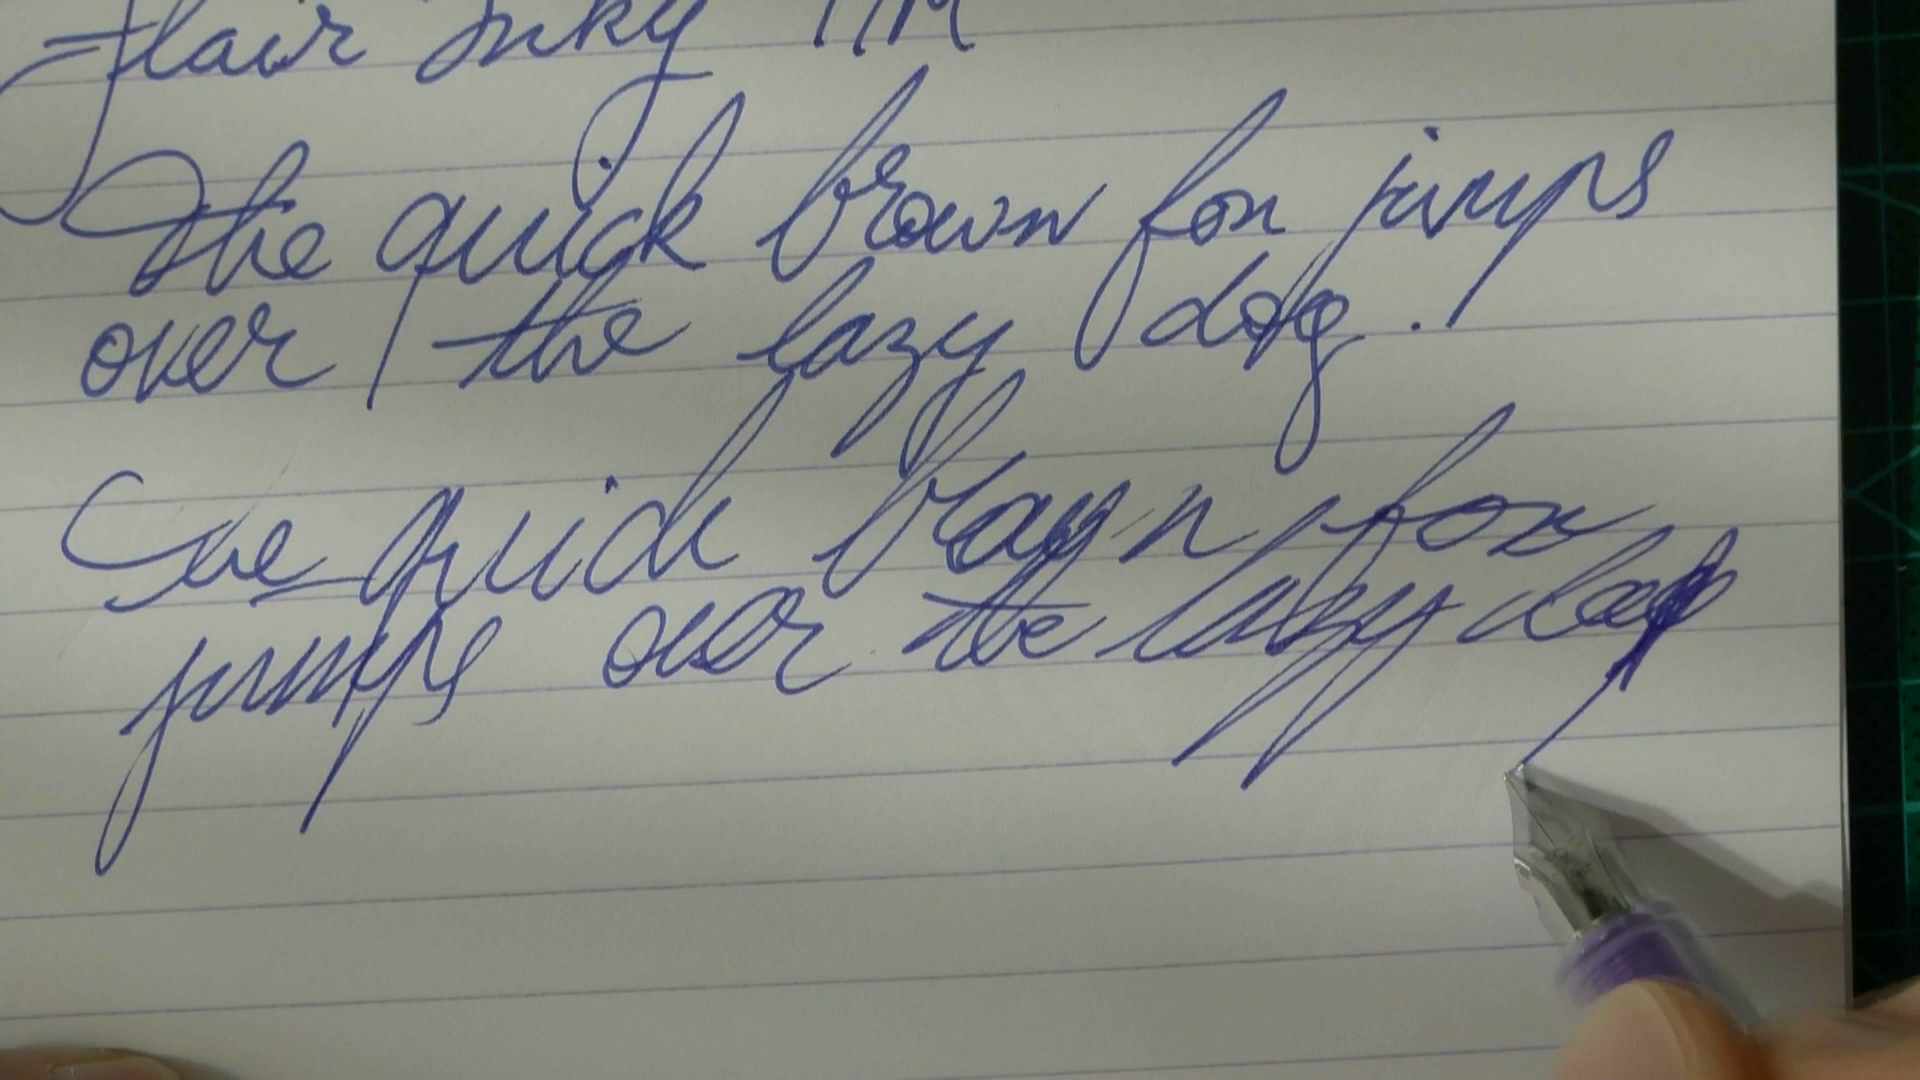 Flair Inky
The quick brown fox jumps
over the lazy dog.
The quick brown fox
jumps over the lazy dog